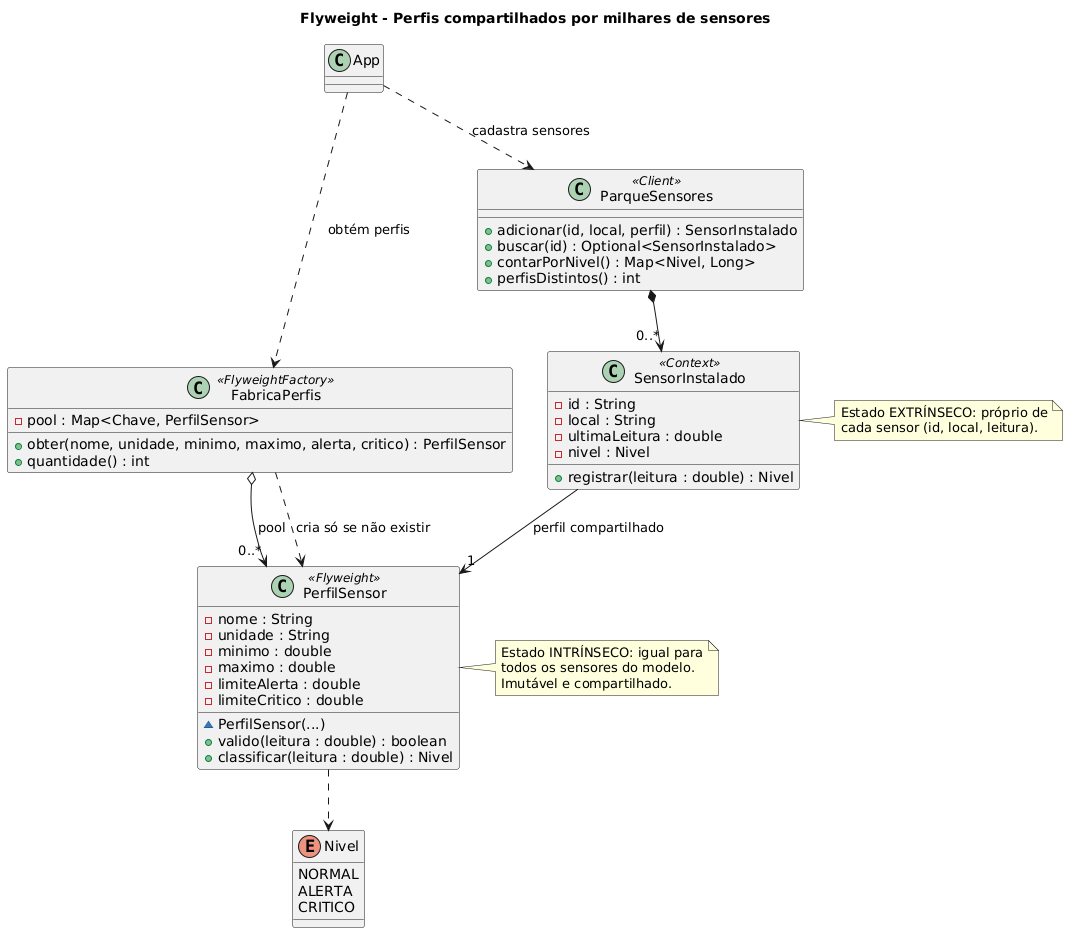 Flyweight - Perfis compartilhados por milhares de sensores
C App
cadastra sensores
obtém perfis
C «Client»
ParqueSensores
adicionar(id, local, perfil) : SensorInstalado
buscar(id) : Optional<SensorInstalado>
contarPorNivel() : Map<Nivel, Long>
perfisDistintos() : int
0..*
C «FlyweightFactory»
FabricaPerfis
pool : Map<Chave, PerfilSensor>
obter(nome, unidade, minimo, maximo, alerta, critico) : PerfilSensor
quantidade() : int
C «Context»
SensorInstalado
id : String
local : String
ultimaLeitura : double
nivel : Nivel
registrar(leitura : double) : Nivel
Estado EXTRÍNSECO: próprio de
cada sensor (id, local, leitura).
pool
cria só se não existir
perfil compartilhado
0..*
1
C «Flyweight»
PerfilSensor
nome : String
unidade : String
minimo : double
maximo : double
limiteAlerta : double
limiteCritico : double
PerfilSensor(...)
valido(leitura : double) : boolean
classificar(leitura : double) : Nivel
Estado INTRÍNSECO: igual para
todos os sensores do modelo.
Imutável e compartilhado.
E Nivel
NORMAL
ALERTA
CRITICO